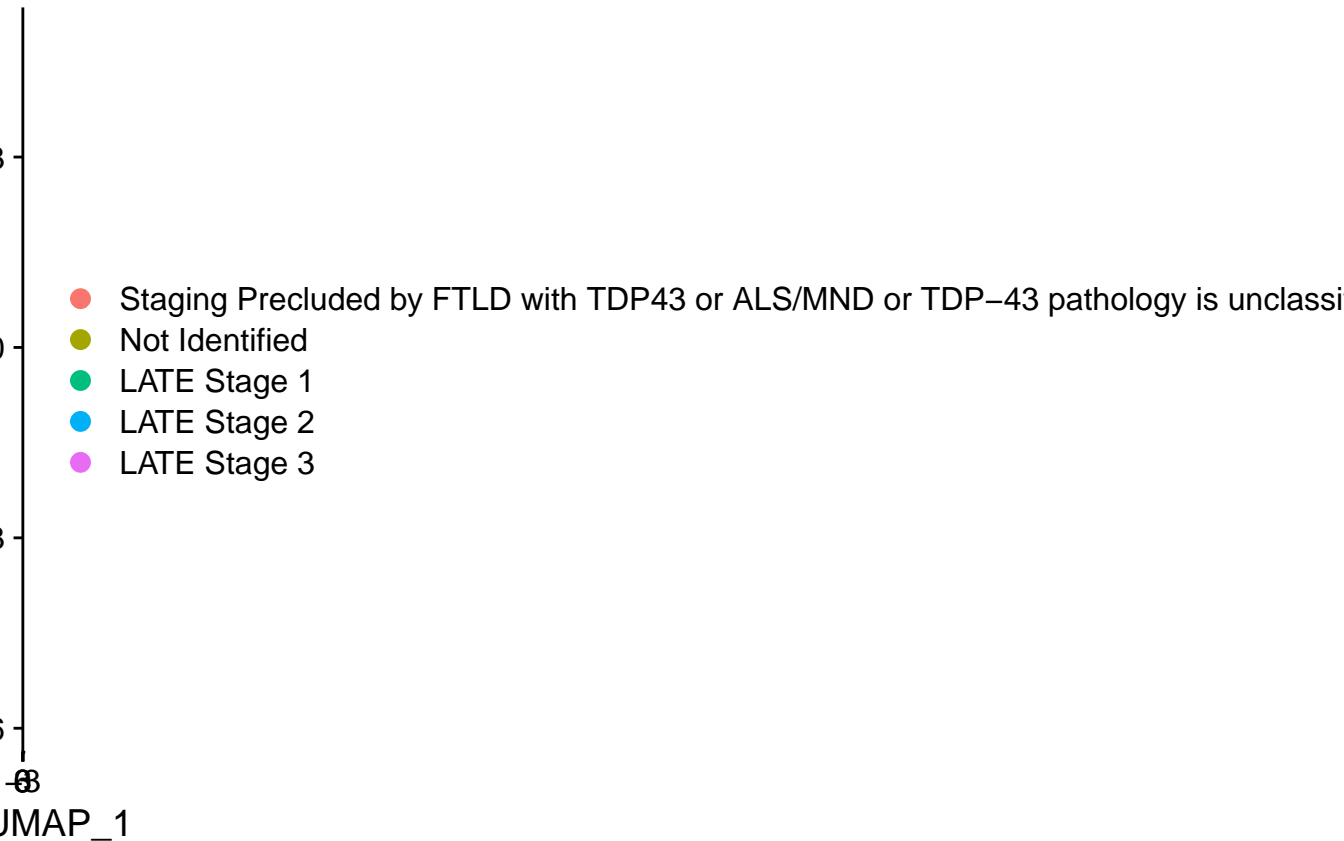 Staging Precluded by FTLD with TDP43 or ALS/MND or TDP−43 pathology is unclassi
Not Identified
LATE Stage 1
LATE Stage 2
LATE Stage 3
UMAP_1